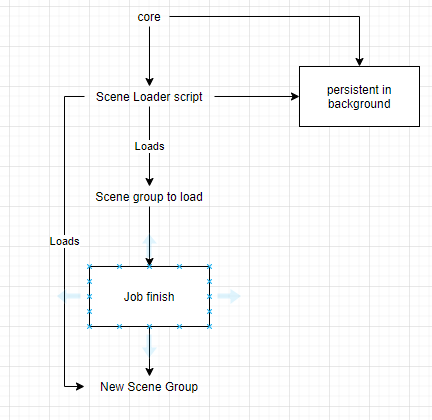 core
persistent in
background
Scene Loader script
Loads
Scene group to load
Loads
Job finish
New Scene Group